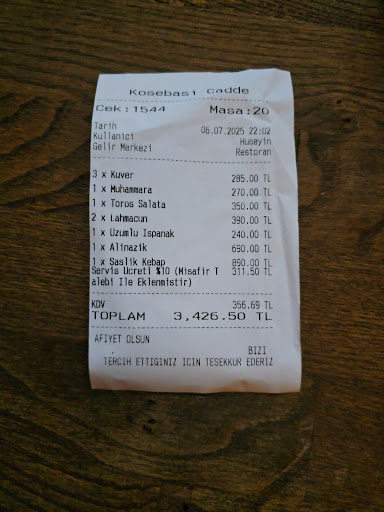 Kosebasi cadde
Cek:1544 Masa:20
Tarih 06.07.2025 22:02
Kullanici Huseyin
Gelir Merkezi Restoran
3 x Kuver 285.00 TL
1 x Muhammara 270.00 TL
1 x Toros Salata 350.00 TL
2 x Lahmacun 390.00 TL
1 x Uzumlu Ispanak 240.00 TL
1 x Alinazik 690.00 TL
1 x Saslik Kebap 890.00 TL
Servis Ucreti %10 (Misafir T 311.50 TL
alebi Ile Eklenmistir)
KDV 356.69 TL
TOPLAM 3,426.50 TL
AFIYET OLSUN
BIZI
TERCIH ETTIGINIZ ICIN TESEKKUR EDERIZ